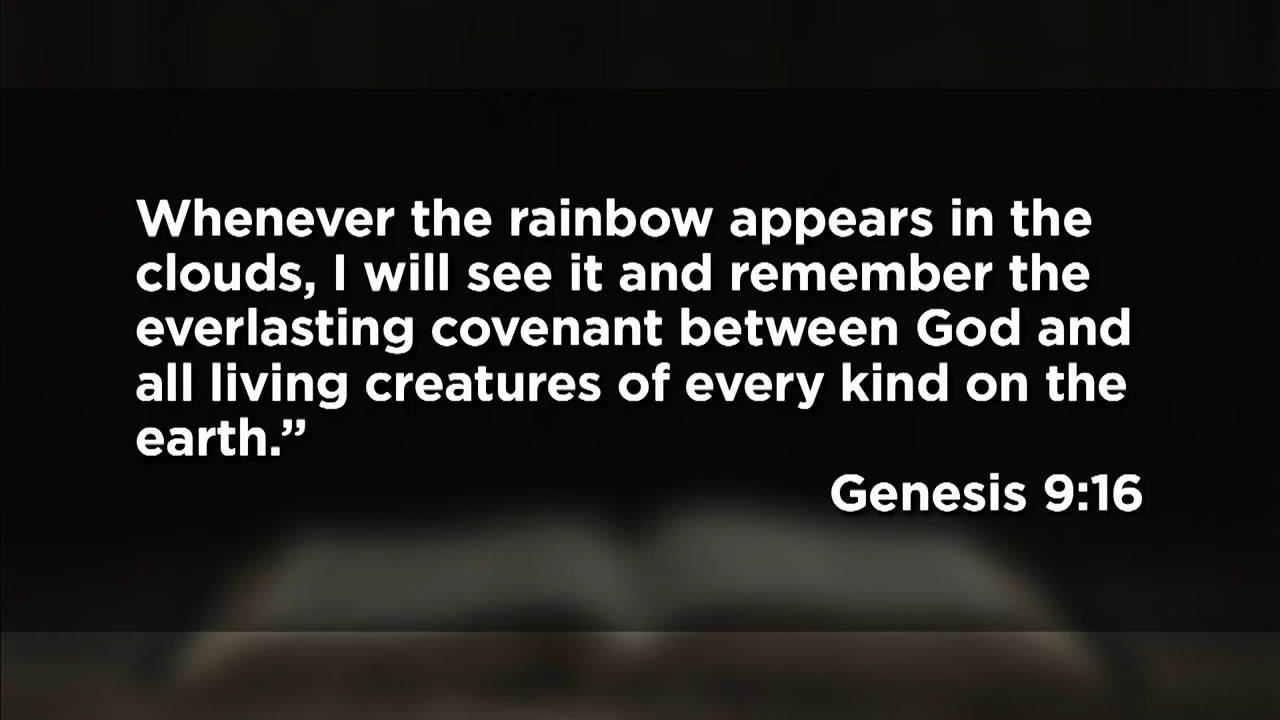 Whenever the rainbow appears in the
clouds, I will see it and remember the
everlasting covenant between God and
all living creatures of every kind on the
earth.”
Genesis 9:16